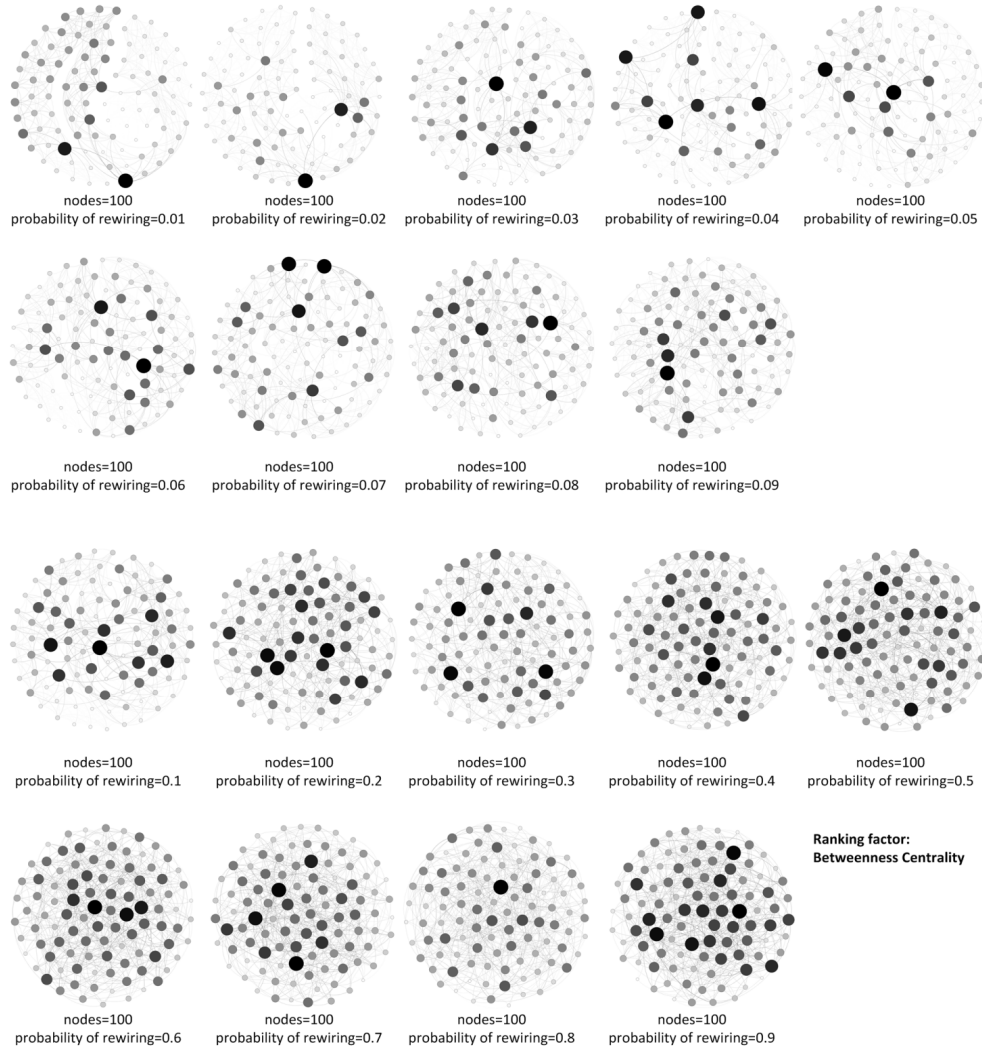 nodes=100
probability of rewiring=0.01
nodes=100
probability of rewiring=0.02
nodes=100
probability of rewiring=0.03
nodes=100
probability of rewiring=0.04
nodes=100
probability of rewiring=0.05
nodes=100
probability of rewiring=0.06
nodes=100
probability of rewiring=0.07
nodes=100
probability of rewiring=0.08
nodes=100
probability of rewiring=0.09
nodes=100
probability of rewiring=0.1
nodes=100
probability of rewiring=0.2
nodes=100
probability of rewiring=0.3
nodes=100
probability of rewiring=0.4
nodes=100
probability of rewiring=0.5
nodes=100
probability of rewiring=0.6
nodes=100
probability of rewiring=0.7
nodes=100
probability of rewiring=0.8
nodes=100
probability of rewiring=0.9
Ranking factor:
Betweenness Centrality